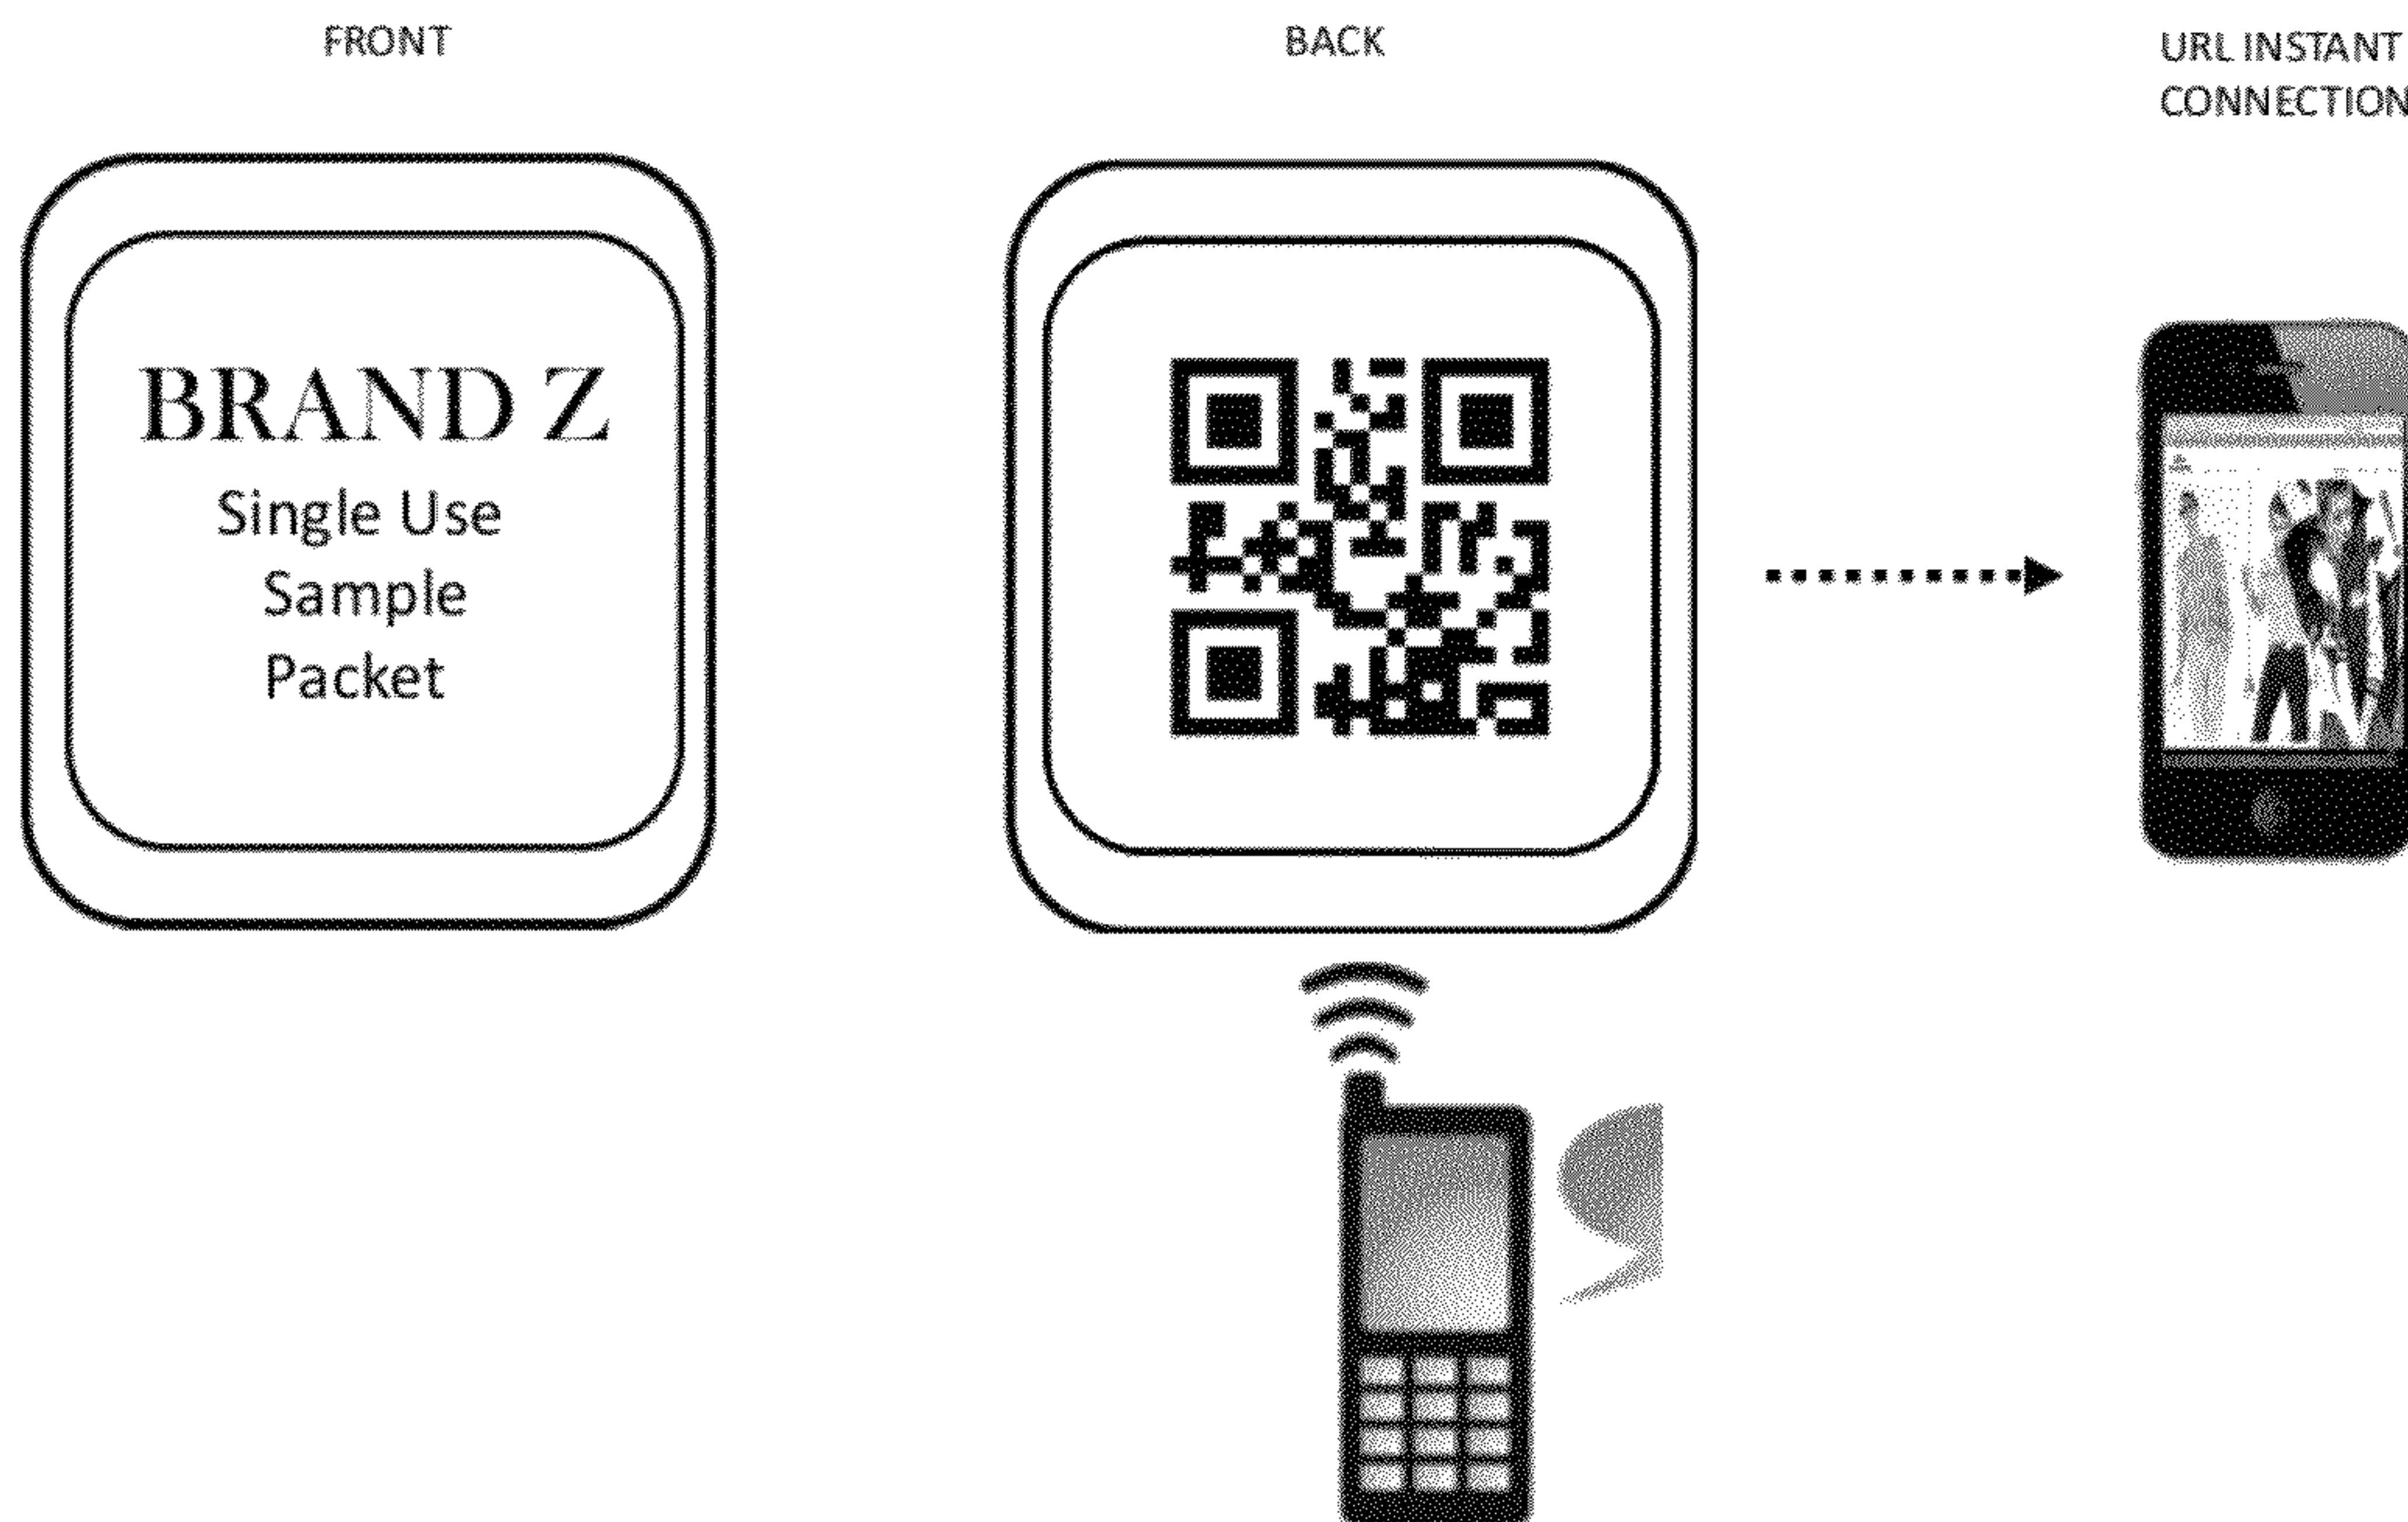 FRONT
BACK
URL INSTANT
CONNECTION
BRAND Z
Single Use
Sample
Packet